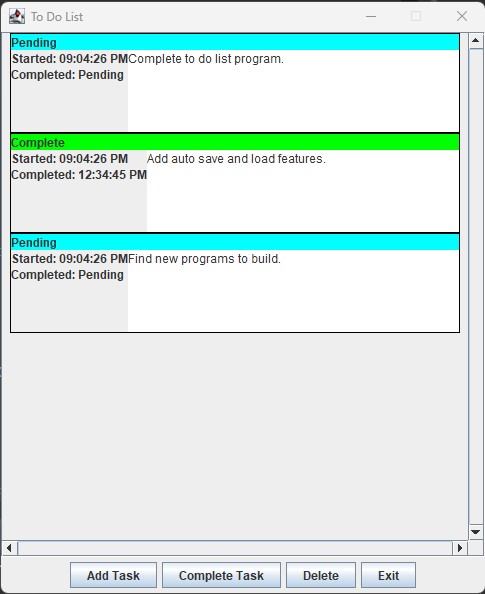 To Do List
Pending
Started: 09:04:26 PM Complete to do list program.
Completed: Pending
Complete
Started: 09:04:26 PM Add auto save and load features.
Completed: 12:34:45 PM
Pending
Started: 09:04:26 PM Find new programs to build.
Completed: Pending
Add Task Complete Task Delete Exit